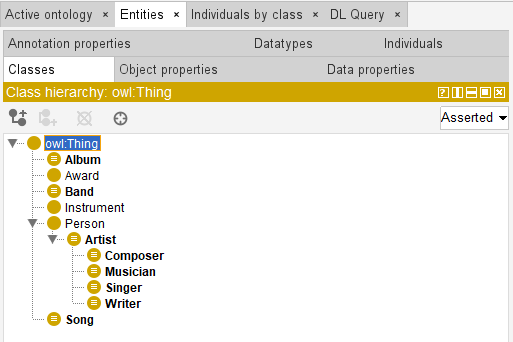 Active ontology × Entities × Individuals by class × DL Query ×
Annotation properties Datatypes Individuals
Classes Object properties Data properties
Class hierarchy: owl:Thing
Asserted
owl:Thing
Album
Award
Band
Instrument
Person
Artist
Composer
Musician
Singer
Writer
Song